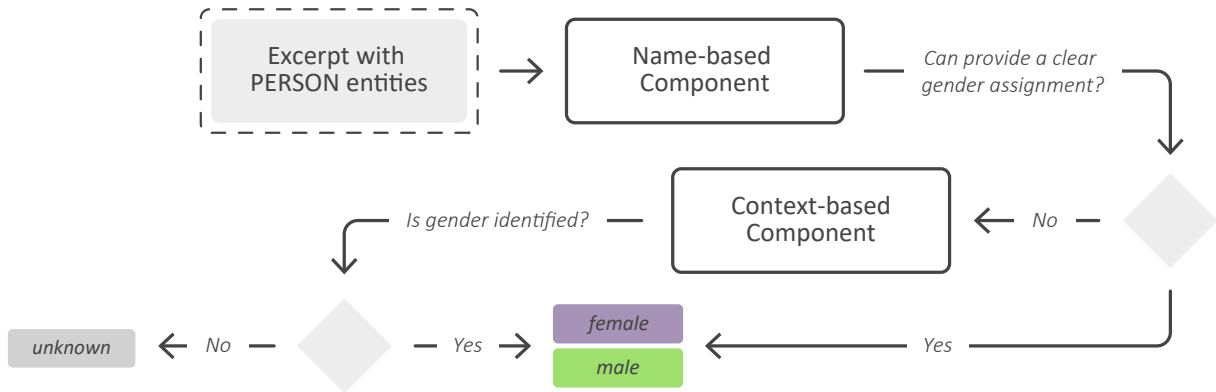 Excerpt with
PERSON entities
Name-based
Component
Can provide a clear
gender assignment?
Context-based
Component
No
Is gender identified?
female
male
unknown
No
Yes
Yes